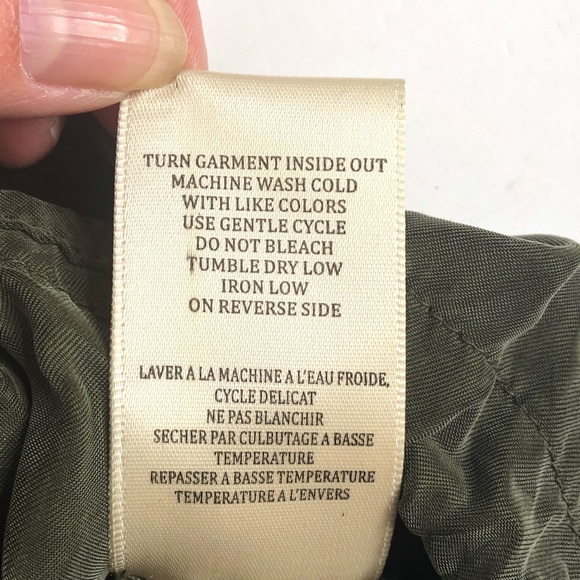 TURN GARMENT INSIDE OUT
MACHINE WASH COLD
WITH LIKE COLORS
USE GENTLE CYCLE
DO NOT BLEACH
TUMBLE DRY LOW
IRON LOW
ON REVERSE SIDE
LAVER A LA MACHINE A L'EAU FROIDE,
CYCLE DELICAT
NE PAS BLANCHIR
SECHER PAR CULBUTAGE A BASSE
TEMPERATURE
REPASSER A BASSE TEMPERATURE
TEMPERATURE A L'ENVERS